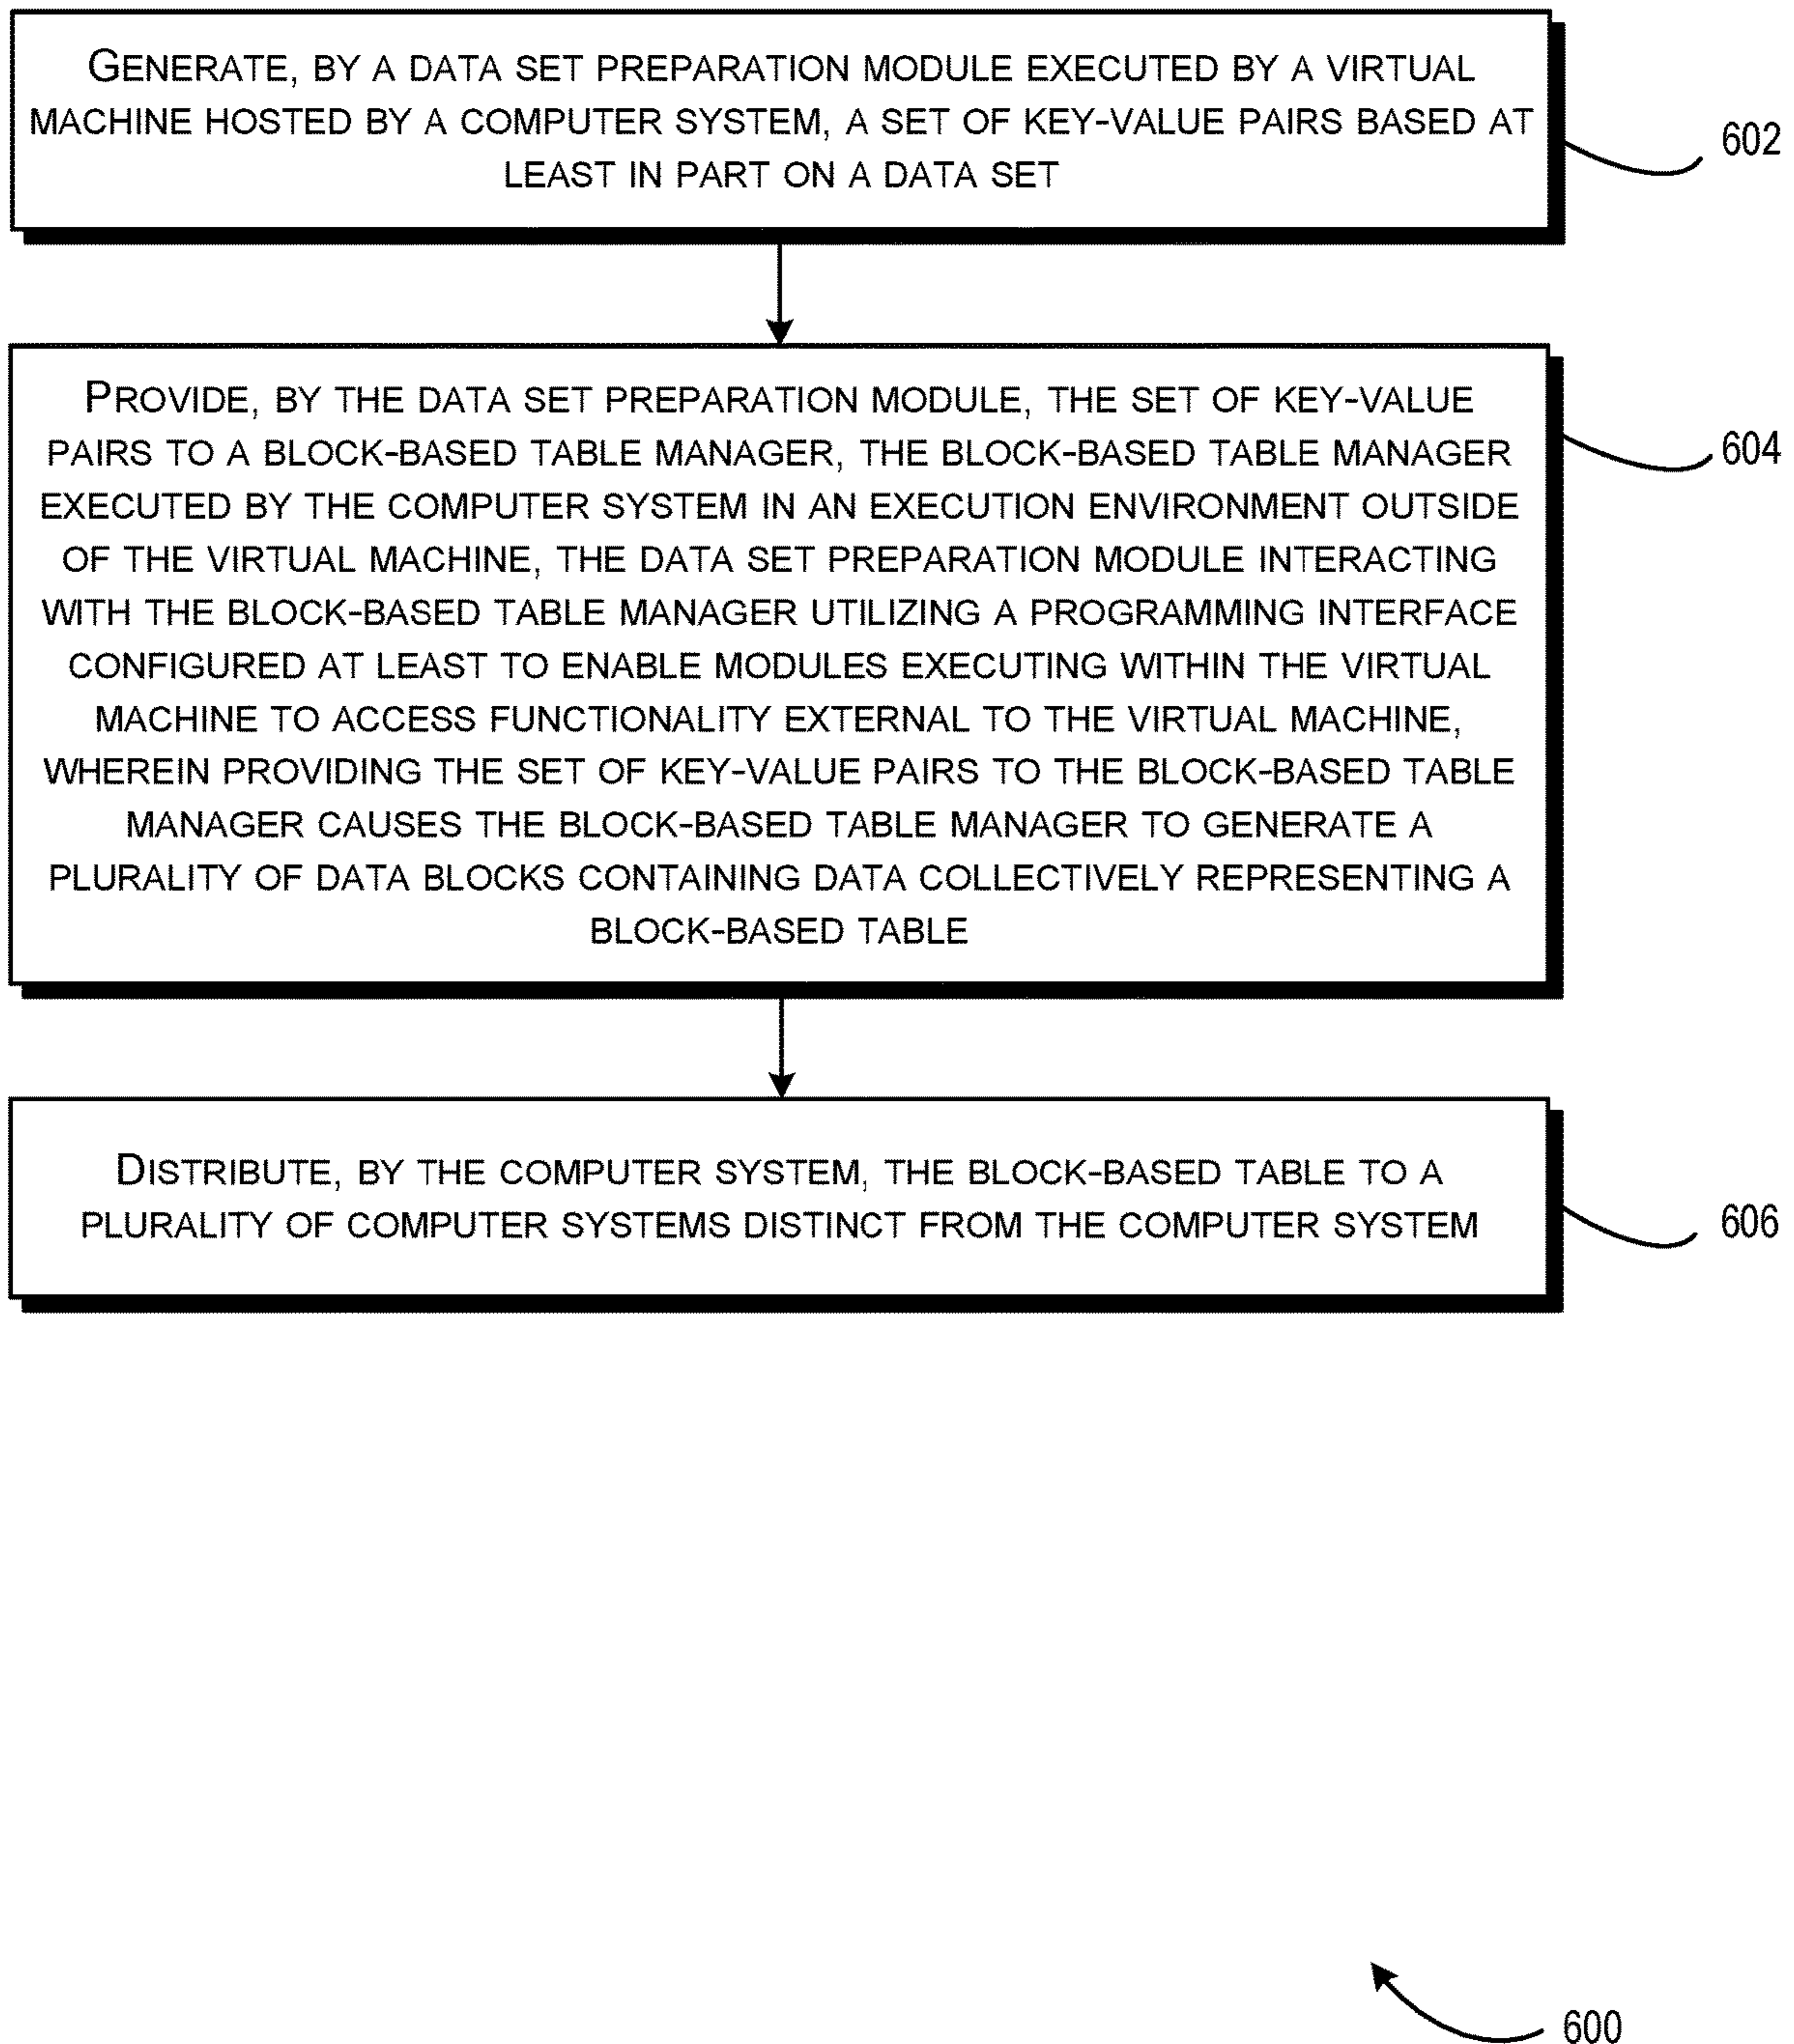 GENERATE, BY A DATA SET PREPARATION MODULE EXECUTED BY A VIRTUAL
MACHINE HOSTED BY A COMPUTER SYSTEM, A SET OF KEY-VALUE PAIRS BASED AT
LEAST IN PART ON A DATA SET
602
PROVIDE, BY THE DATA SET PREPARATION MODULE, THE SET OF KEY-VALUE
PAIRS TO A BLOCK-BASED TABLE MANAGER, THE BLOCK-BASED TABLE MANAGER
EXECUTED BY THE COMPUTER SYSTEM IN AN EXECUTION ENVIRONMENT OUTSIDE
OF THE VIRTUAL MACHINE, THE DATA SET PREPARATION MODULE INTERACTING
WITH THE BLOCK-BASED TABLE MANAGER UTILIZING A PROGRAMMING INTERFACE
CONFIGURED AT LEAST TO ENABLE MODULES EXECUTING WITHIN THE VIRTUAL
MACHINE TO ACCESS FUNCTIONALITY EXTERNAL TO THE VIRTUAL MACHINE,
WHEREIN PROVIDING THE SET OF KEY-VALUE PAIRS TO THE BLOCK-BASED TABLE
MANAGER CAUSES THE BLOCK-BASED TABLE MANAGER TO GENERATE A
PLURALITY OF DATA BLOCKS CONTAINING DATA COLLECTIVELY REPRESENTING A
BLOCK-BASED TABLE
604
DISTRIBUTE, BY THE COMPUTER SYSTEM, THE BLOCK-BASED TABLE TO A
PLURALITY OF COMPUTER SYSTEMS DISTINCT FROM THE COMPUTER SYSTEM
606
600